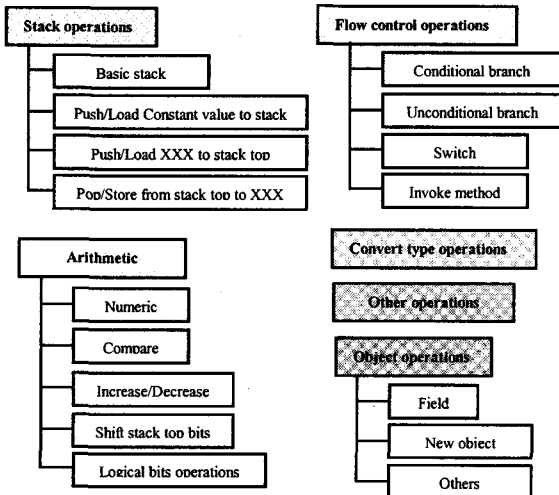 Stack operations
Basic stack
Push/Load Constant value to stack
Push/Load XXX to stack top
Pop/Store from stack top to XXX
Flow control operations
Conditional branch
Unconditional branch
Switch
Invoke method
Arithmetic
Numeric
Compare
Increase/Decrease
Shift stack top bits
Logical bits operations
Convert type operations
Other operations
Object operations
Field
New object
Others